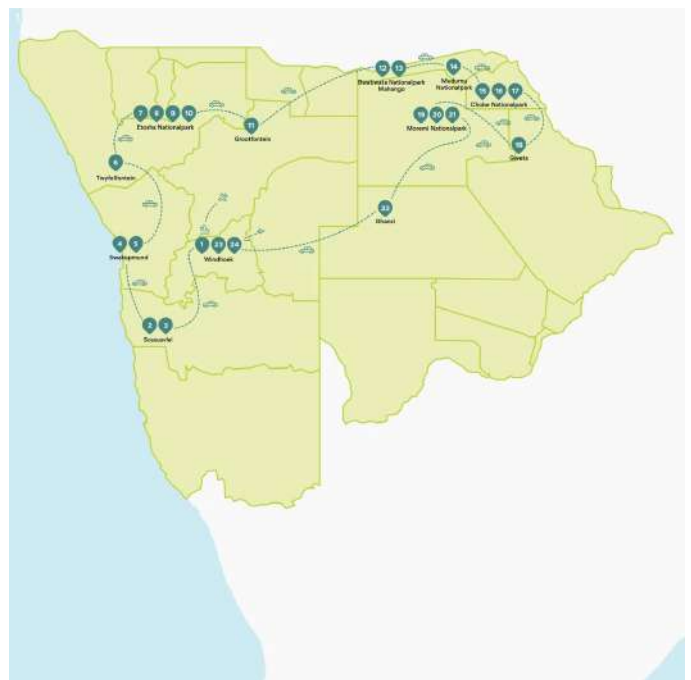 12 13
Bwabwata Nationalpark
Mahango
14
Mudumu
Nationalpark
15 16 17
Chobe Nationalpark
7 8 9 10
Etosha Nationalpark
11
Grootfontein
19 20 21
Moremi Nationalpark
18
Gweta
6
Twyfelfontein
22
Ghanzi
4 5
Swakopmund
1 23 24
Windhoek
2 3
Sossusvlei